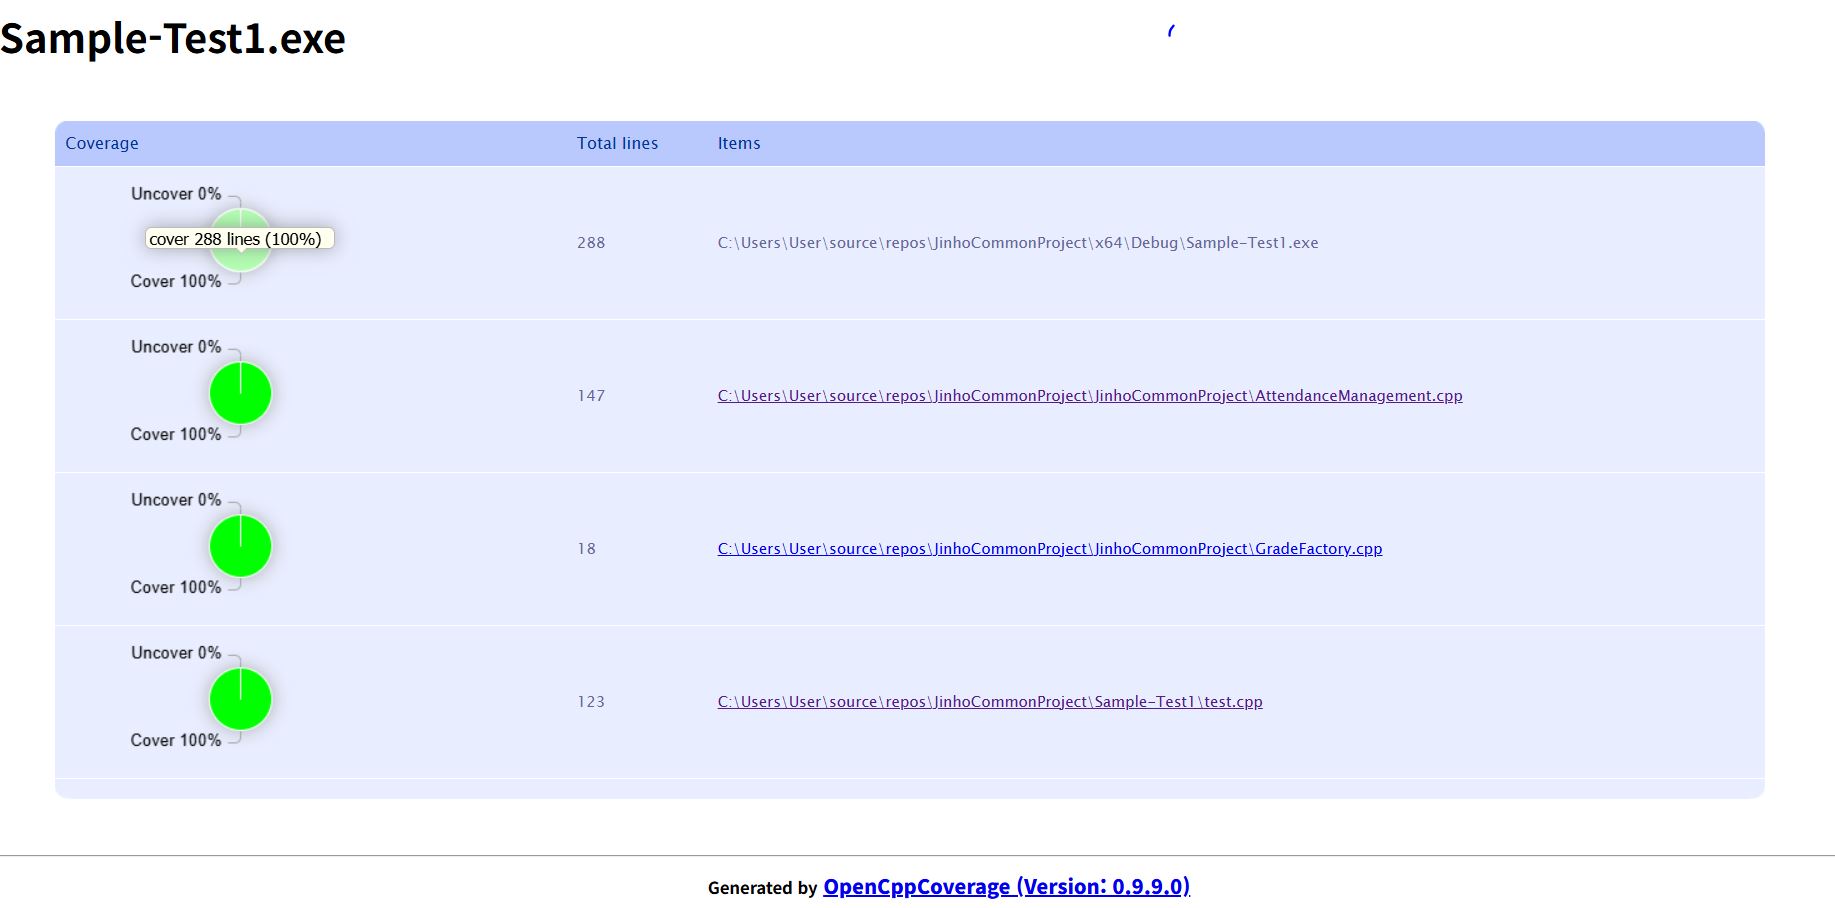 Sample-Test1.exe
Coverage Total lines Items
Uncover 0%
cover 288 lines (100%)
Cover 100%
288
C:\Users\User\source\repos\JinhoCommonProject\x64\Debug\Sample-Test1.exe
Uncover 0%
Cover 100%
147
C:\Users\User\source\repos\JinhoCommonProject\JinhoCommonProject\AttendanceManagement.cpp
Uncover 0%
Cover 100%
18
C:\Users\User\source\repos\JinhoCommonProject\JinhoCommonProject\GradeFactory.cpp
Uncover 0%
Cover 100%
123
C:\Users\User\source\repos\JinhoCommonProject\Sample-Test1\test.cpp
Generated by OpenCppCoverage (Version: 0.9.9.0)